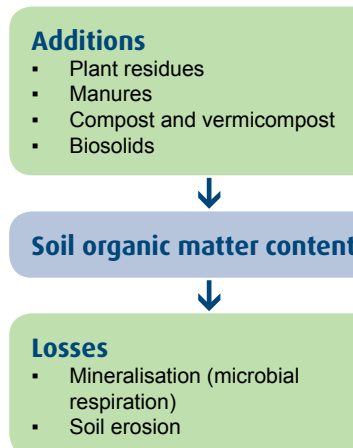 Additions
▪ Plant residues
▪ Manures
▪ Compost and vermicompost
▪ Biosolids
Soil organic matter content
Losses
▪ Mineralisation (microbial
respiration)
▪ Soil erosion